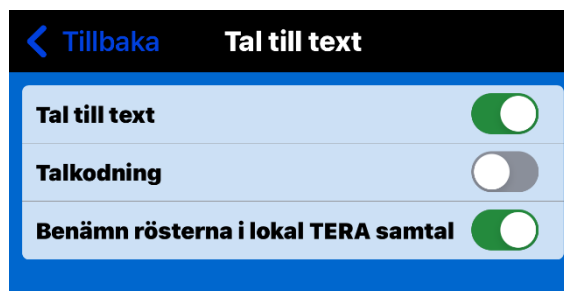 Tillbaka Tal till text
Tal till text
Talkodning
Benämn rösterna i lokal TERA samtal